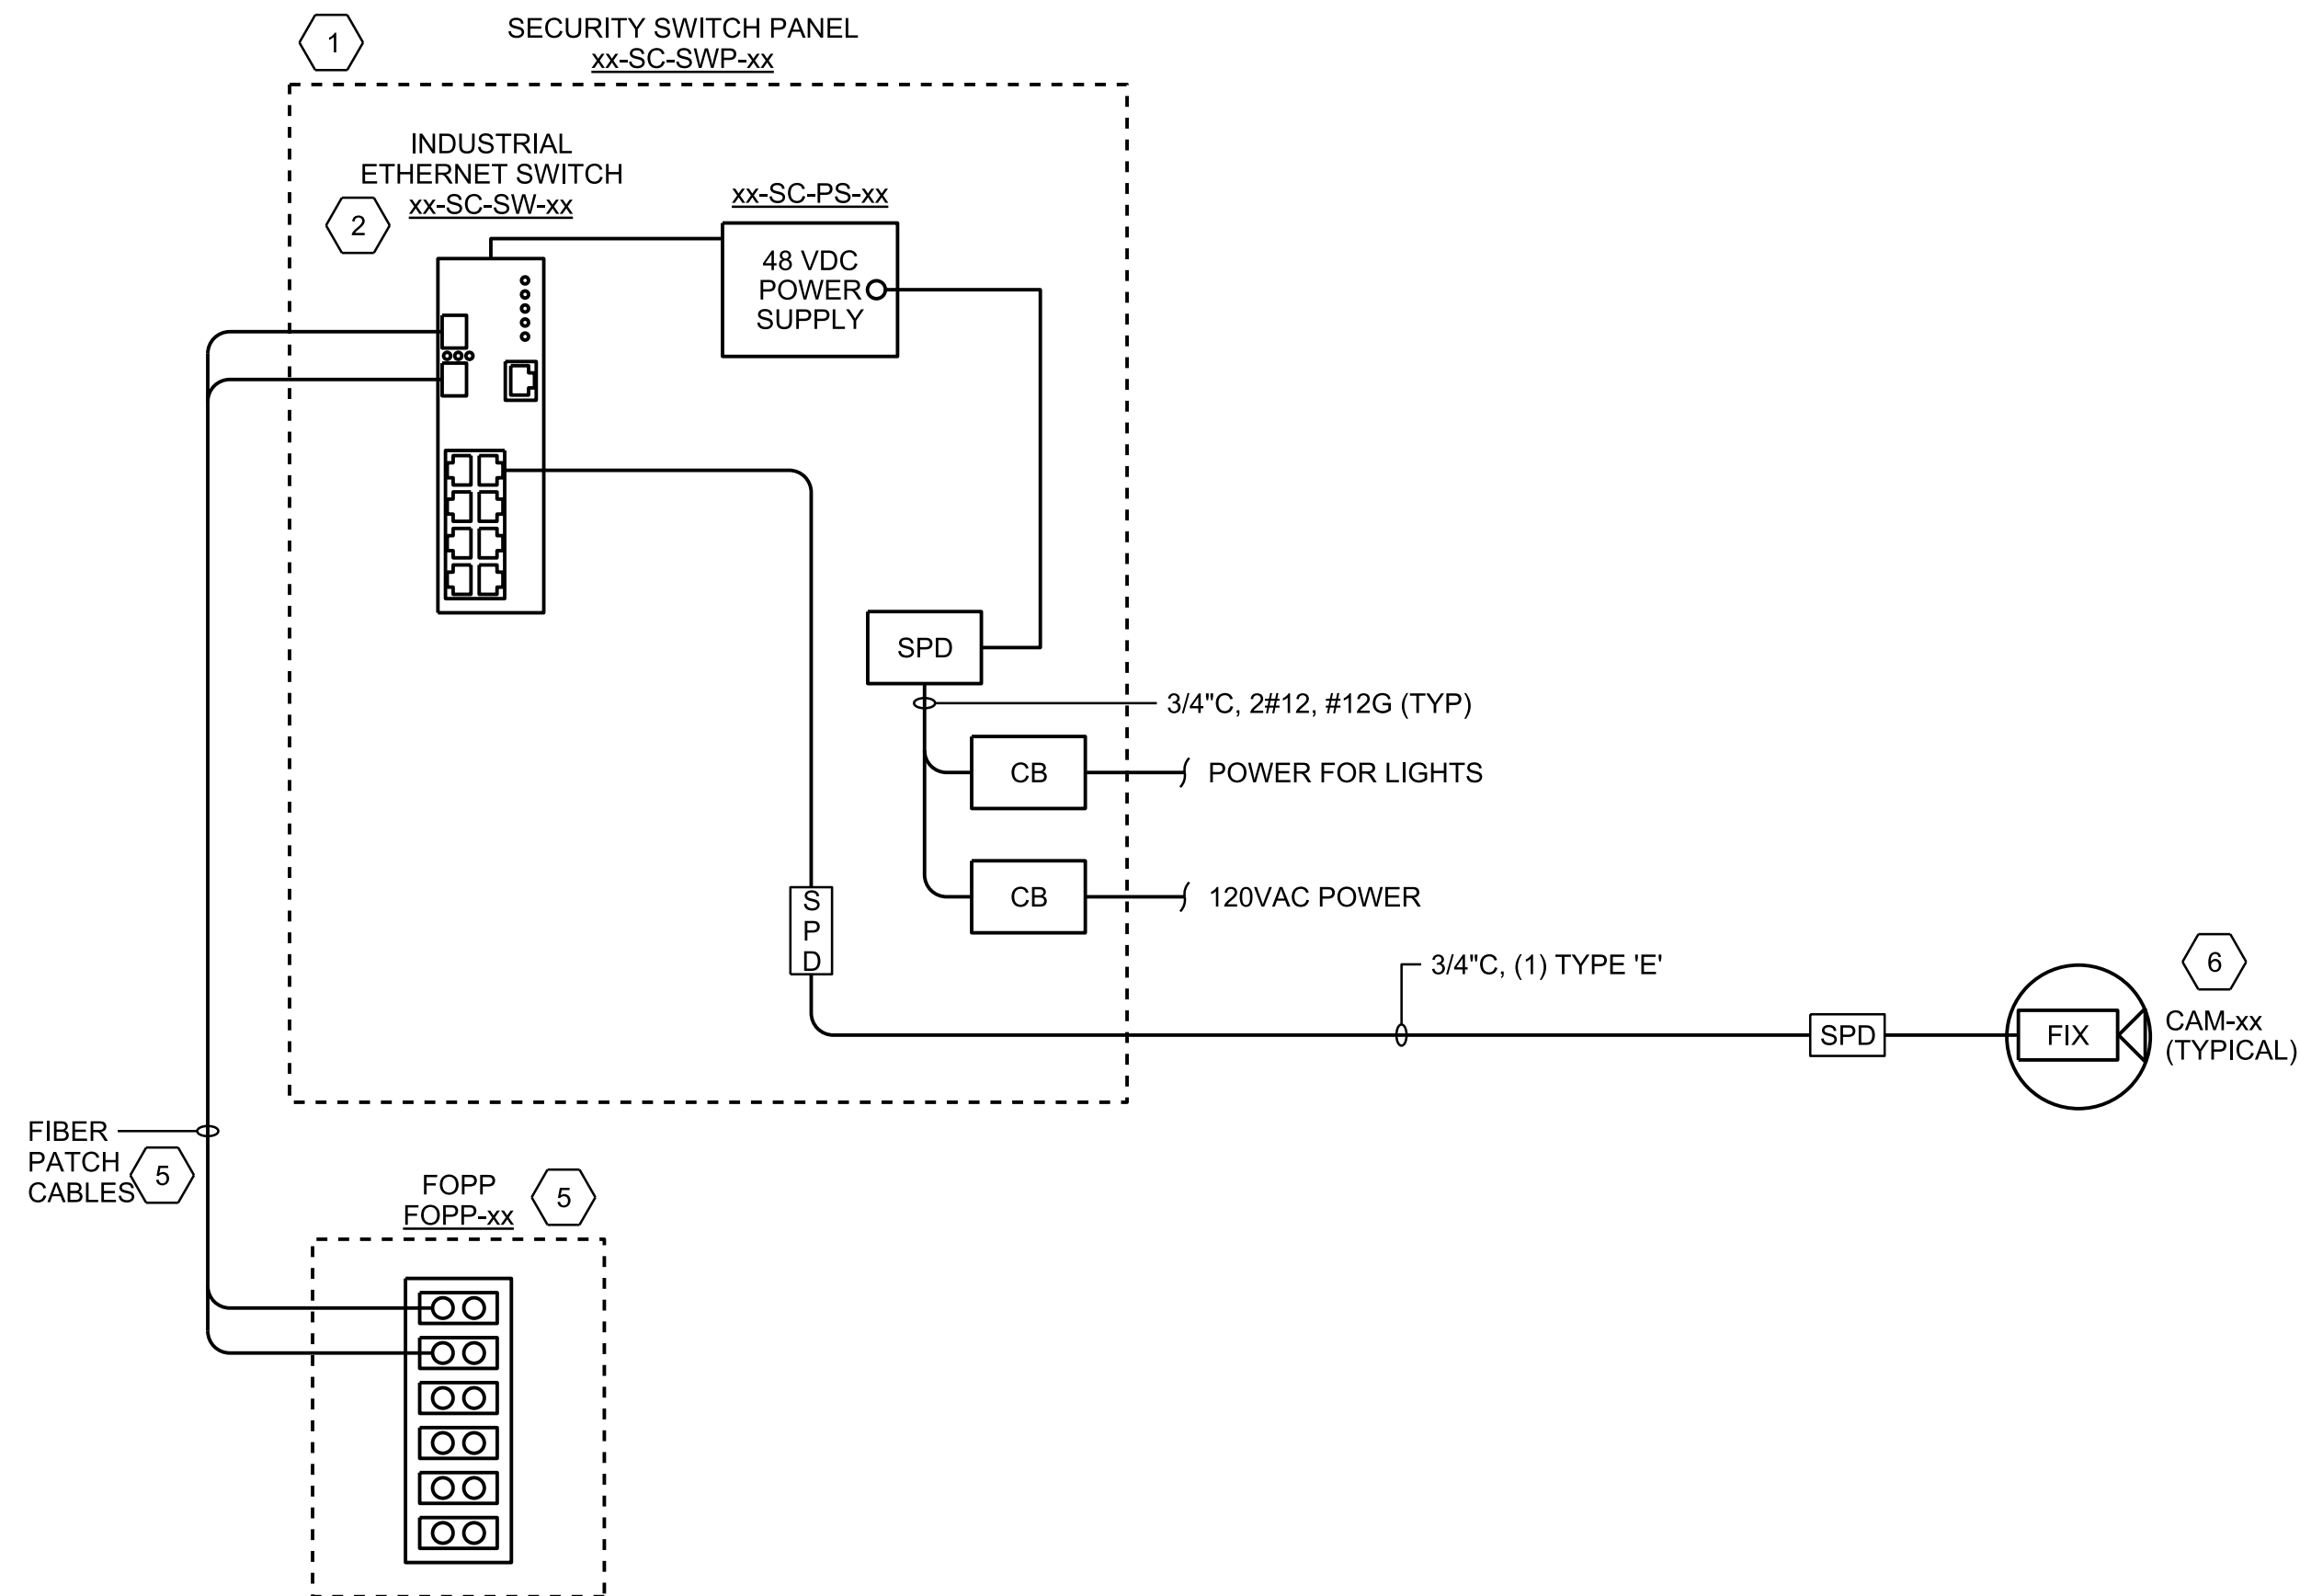 1
SECURITY SWITCH PANEL
xx-SC-SWP-xx
INDUSTRIAL
ETHERNET SWITCH
xx-SC-SW-xx
2
xx-SC-PS-xx
48 VDC
POWER
SUPPLY
SPD
3/4"C, 2#12, #12G (TYP)
CB
POWER FOR LIGHTS
CB
120VAC POWER
S
P
D
3/4"C, (1) TYPE 'E'
SPD
FIX
6
CAM-xx
(TYPICAL)
FIBER
PATCH
CABLES
5
FOPP
FOPP-xx
5